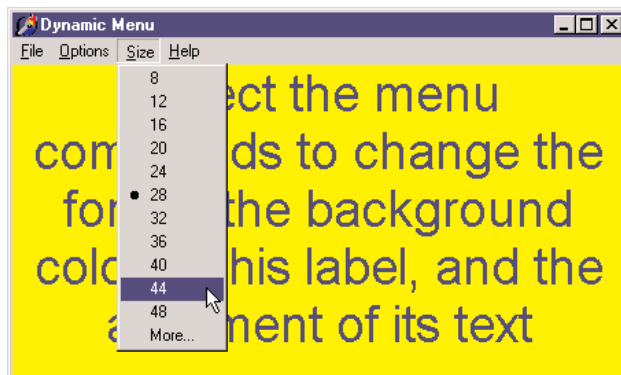 Dynamic Menu
File Options Size Help
8
12
16
20
24
28
32
36
40
44
48
More...
ect the menu
com ds to change the
for the background
colo his label, and the
a ment of its text